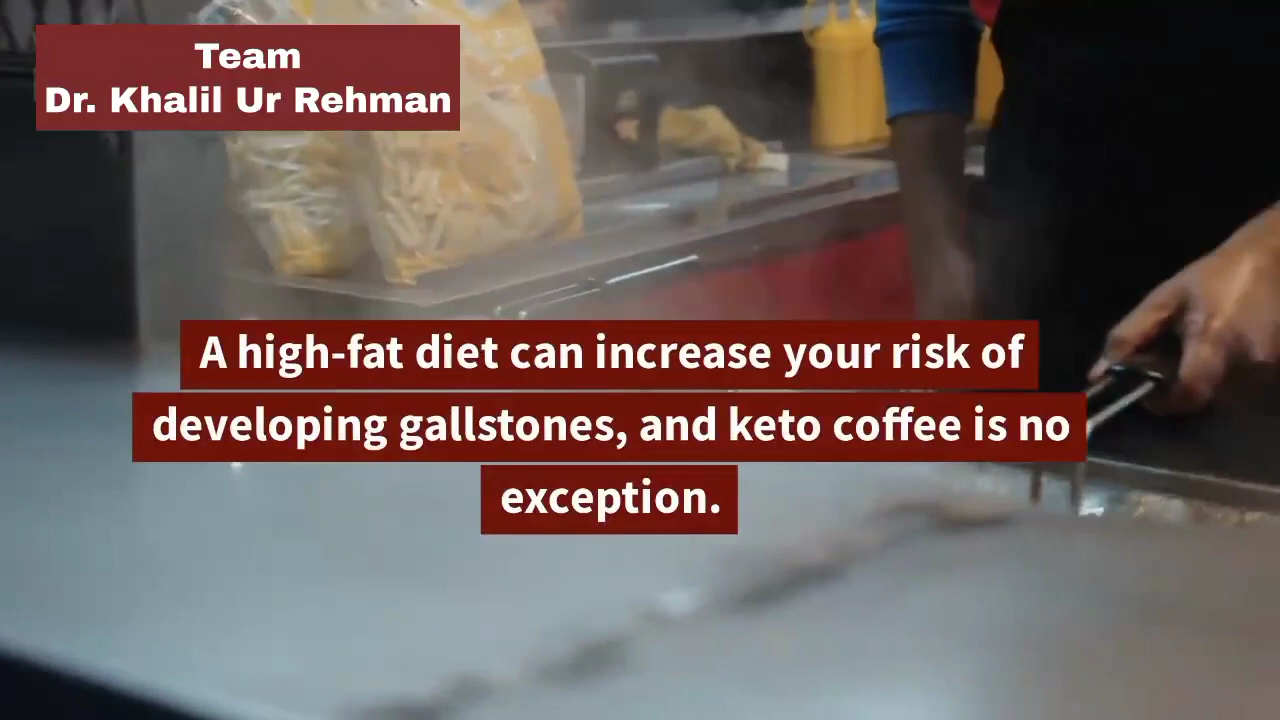 Team
Dr. Khalil Ur Rehman
A high-fat diet can increase your risk of
developing gallstones, and keto coffee is no
exception.